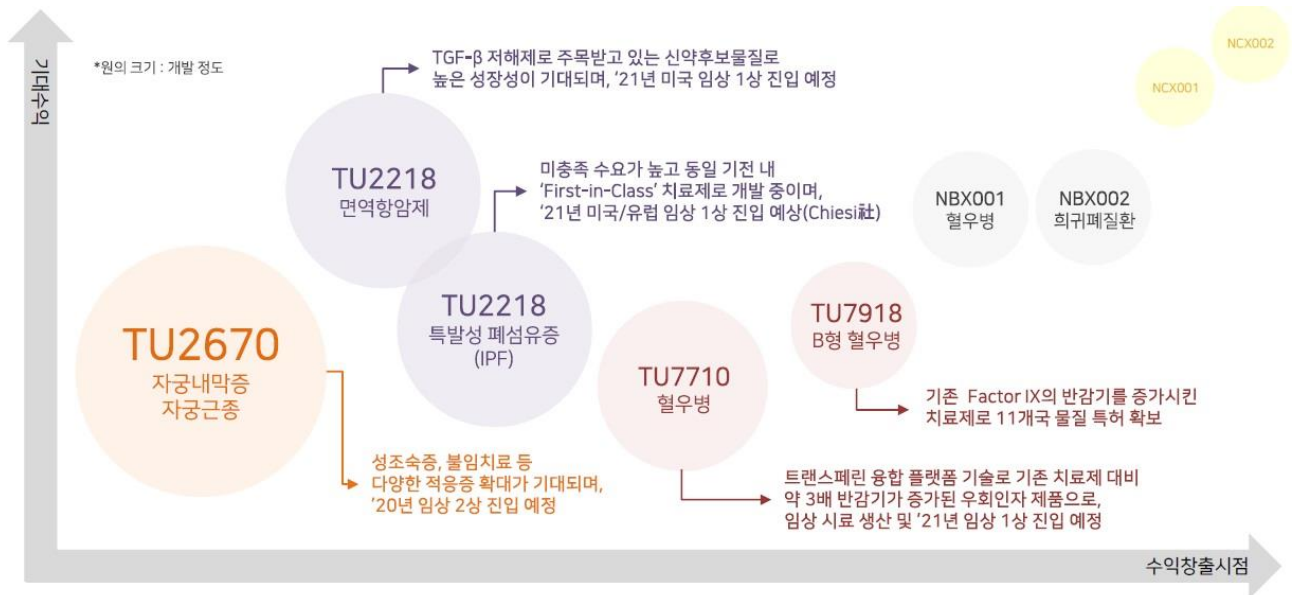 기대수익
*원의 크기 : 개발 정도
TGF-β 저해제로 주목받고 있는 신약후보물질로
높은 성장성이 기대되며, '21년 미국 임상 1상 진입 예정
NCX002
NCX001
TU2218
면역항암제
미충족 수요가 높고 동일 기전 내
'First-in-Class' 치료제로 개발 중이며,
'21년 미국/유럽 임상 1상 진입 예상(Chiesi社)
NBX001
혈우병
NBX002
희귀폐질환
TU2670
자궁내막증
자궁근종
TU2218
특발성 폐섬유증
(IPF)
TU7710
혈우병
TU7918
B형 혈우병
기존 Factor IX의 반감기를 증가시킨
치료제로 11개국 물질 특허 확보
성조숙증, 불임치료 등
다양한 적응증 확대가 기대되며,
'20년 임상 2상 진입 예정
트랜스페린 융합 플랫폼 기술로 기존 치료제 대비
약 3배 반감기가 증가된 우회인자 제품으로,
임상 시료 생산 및 '21년 임상 1상 진입 예정
수익창출시점